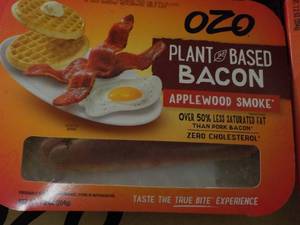 OZO
PLANT BASED
BACON
APPLEWOOD SMOKE*
OVER 50% LESS SATURATED FAT
THAN PORK BACON*
ZERO CHOLESTEROL*
TASTE THE TRUE BITE™ EXPERIENCE